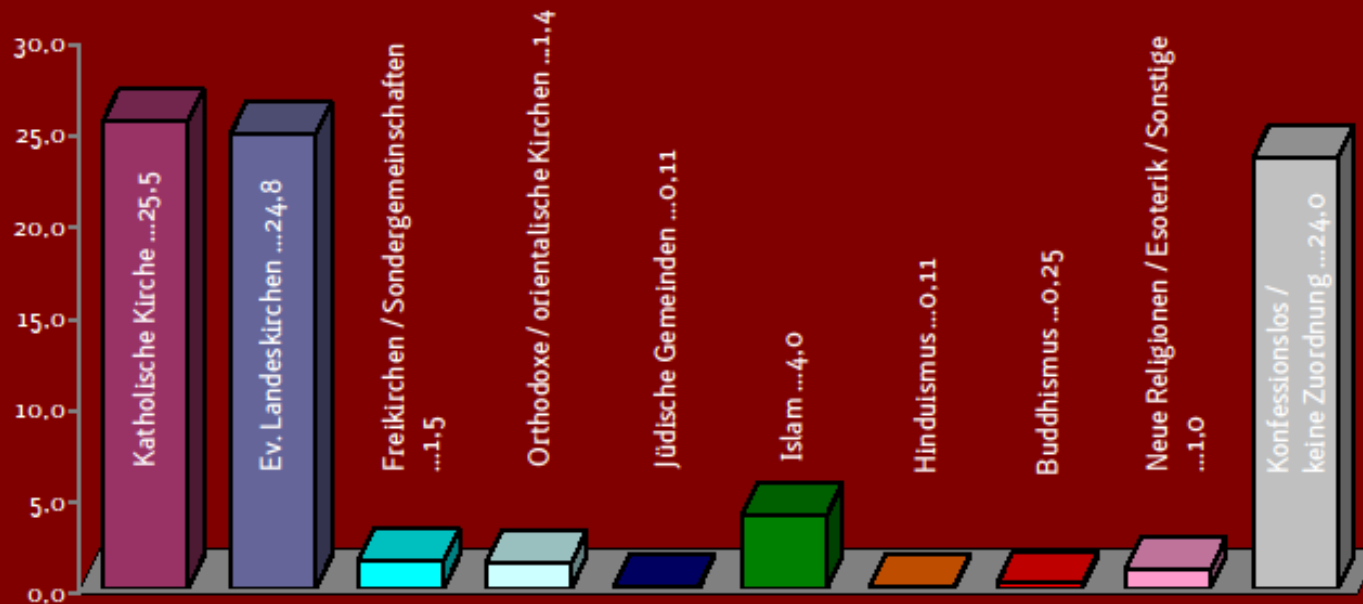 30,0
25,0
20,0
15,0
10,0
5,0
0,0
Katholische Kirche ...25,5
Ev. Landeskirchen ...24,8
Freikirchen / Sondergemeinschaften
...1,5
Orthodoxe / orientalische Kirchen ...1,4
Jüdische Gemeinden ...0,11
Islam ...4,0
Hinduismus ...0,11
Buddhismus ...0,25
Neue Religionen / Esoterik / Sonstige
...1,0
Konfessionslos /
keine Zuordnung ...24,0